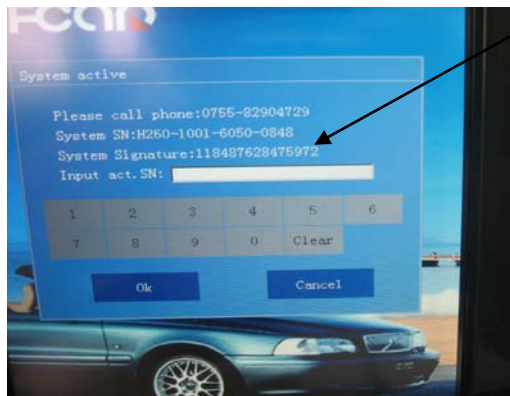 FCAR
System active
Please call phone:0755-82904729
System SN:H260-1001-6050-0848
System Signature:118487628475972
Input act.SN:
1 2 3 4 5 6
7 8 9 0 Clear
Ok Cancel